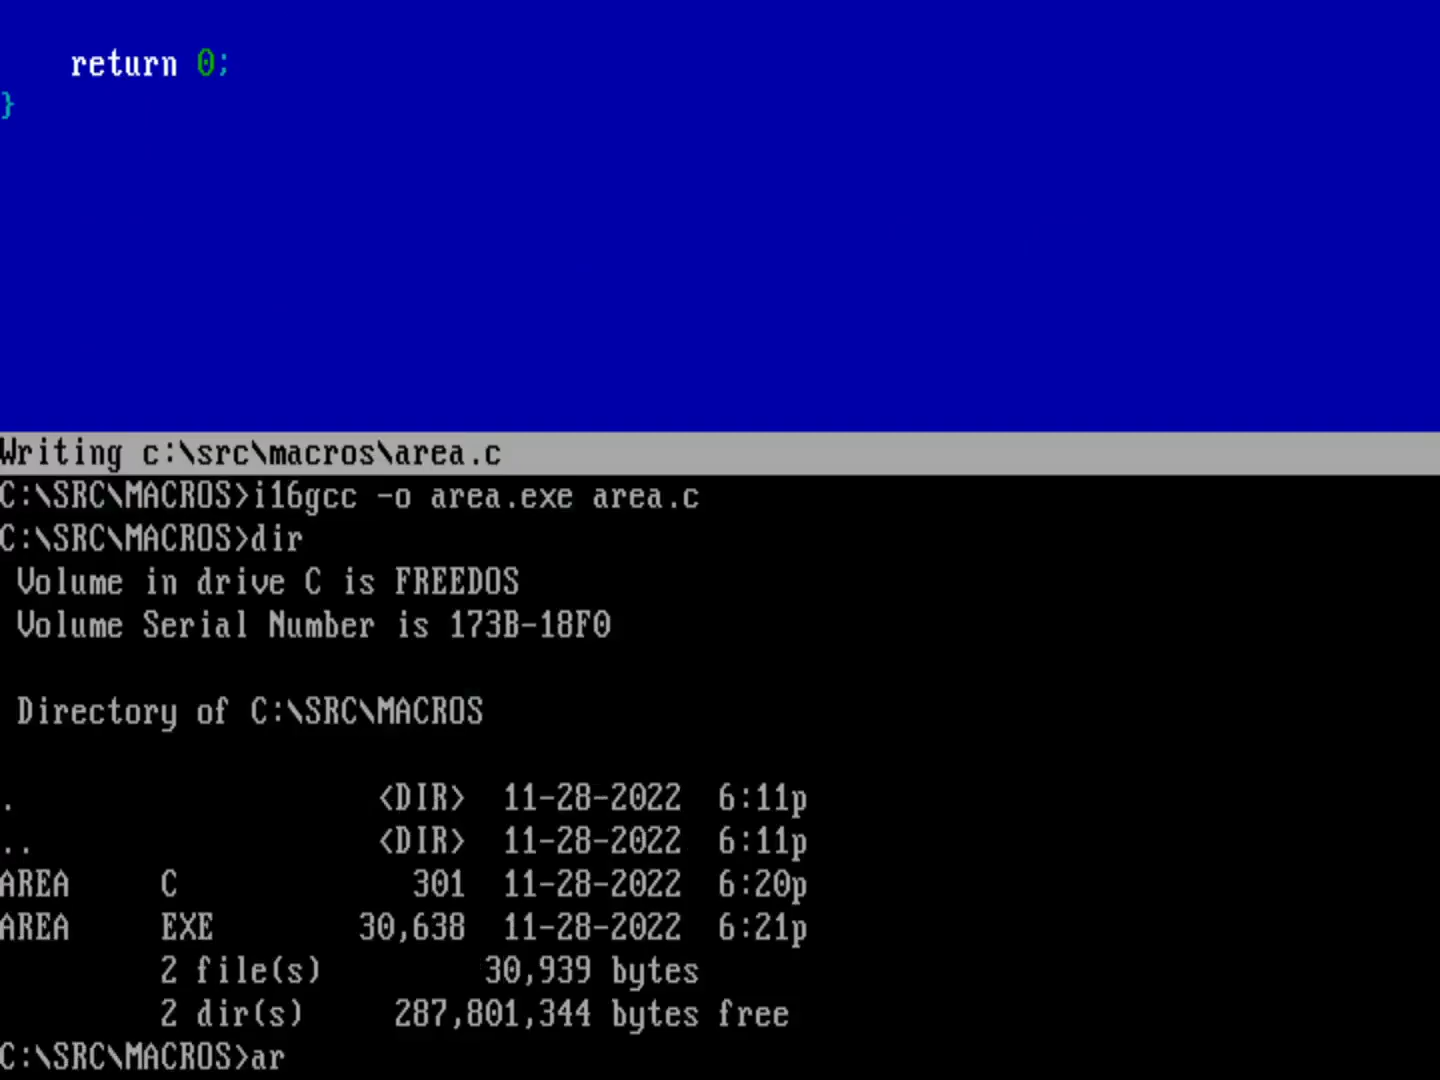 return 0;
}
Writing c:\src\macros\area.c
C:\SRC\MACROS>i16gcc -o area.exe area.c
C:\SRC\MACROS>dir
Volume in drive C is FREEDOS
Volume Serial Number is 173B-18F0
Directory of C:\SRC\MACROS
. <DIR> 11-28-2022 6:11p
.. <DIR> 11-28-2022 6:11p
AREA C 301 11-28-2022 6:20p
AREA EXE 30,638 11-28-2022 6:21p
2 file(s) 30,939 bytes
2 dir(s) 287,801,344 bytes free
C:\SRC\MACROS>ar